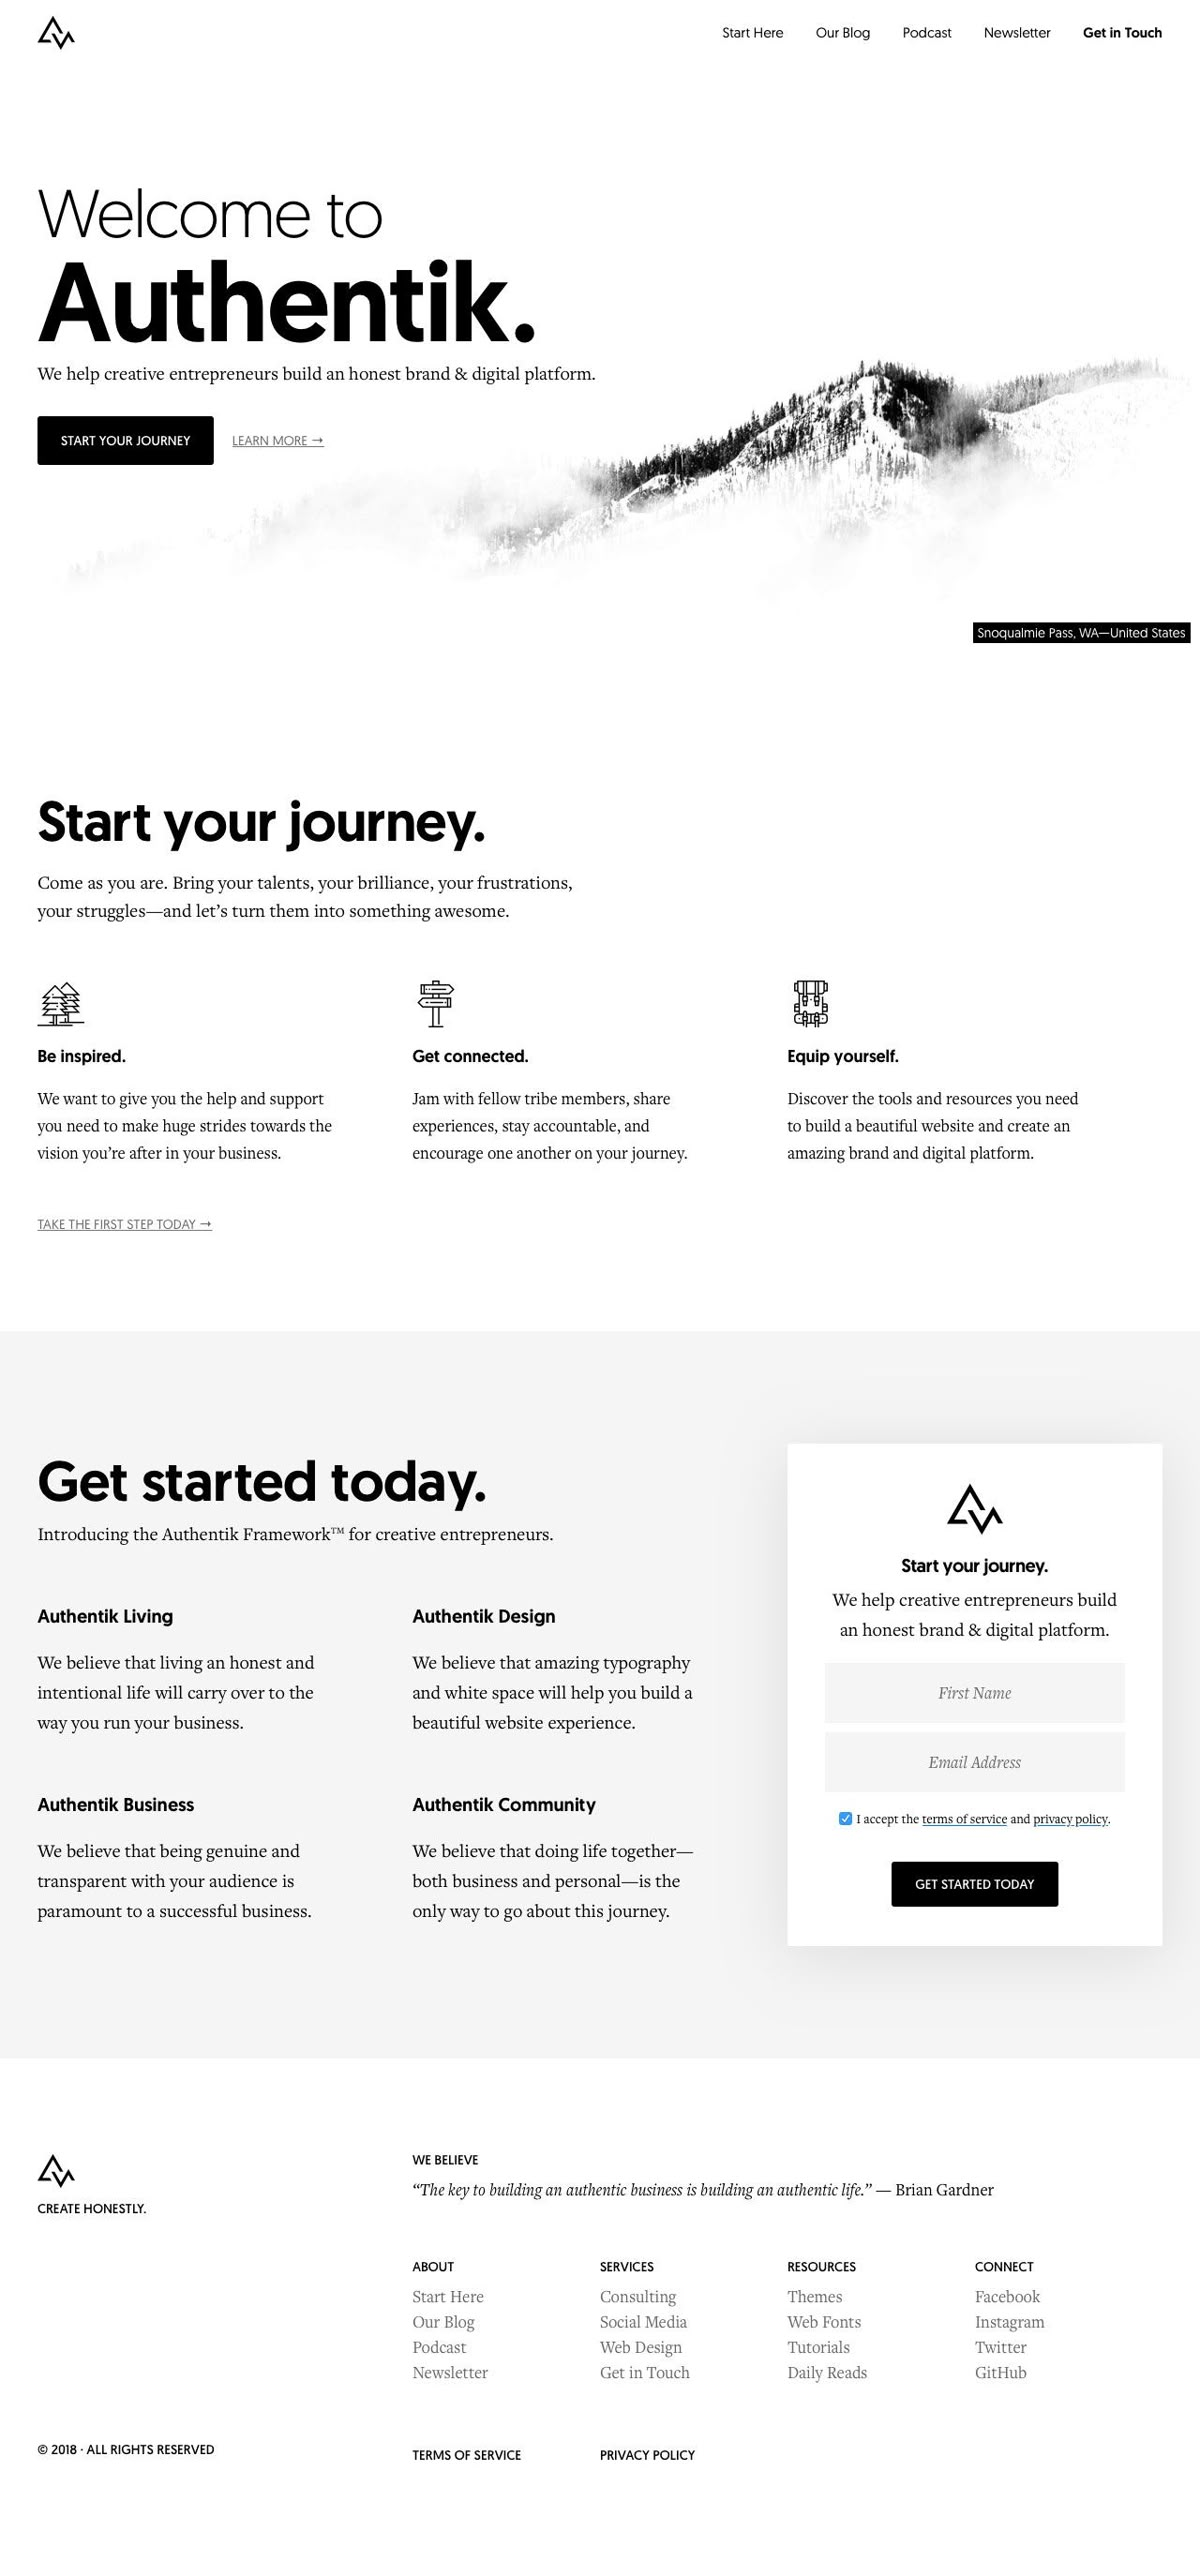 Start Here Our Blog Podcast Newsletter Get in Touch
Welcome to
Authentik.
We help creative entrepreneurs build an honest brand & digital platform.
START YOUR JOURNEY LEARN MORE ➞
Snoqualmie Pass, WA—United States
Start your journey.
Come as you are. Bring your talents, your brilliance, your frustrations,
your struggles—and let’s turn them into something awesome.
Be inspired.
We want to give you the help and support
you need to make huge strides towards the
vision you’re after in your business.
Get connected.
Jam with fellow tribe members, share
experiences, stay accountable, and
encourage one another on your journey.
Equip yourself.
Discover the tools and resources you need
to build a beautiful website and create an
amazing brand and digital platform.
TAKE THE FIRST STEP TODAY ➞
Get started today.
Introducing the Authentik Framework™ for creative entrepreneurs.
Authentik Living
We believe that living an honest and
intentional life will carry over to the
way you run your business.
Authentik Design
We believe that amazing typography
and white space will help you build a
beautiful website experience.
Authentik Business
We believe that being genuine and
transparent with your audience is
paramount to a successful business.
Authentik Community
We believe that doing life together—
both business and personal—is the
only way to go about this journey.
Start your journey.
We help creative entrepreneurs build
an honest brand & digital platform.
First Name
Email Address
I accept the terms of service and privacy policy.
GET STARTED TODAY
CREATE HONESTLY.
WE BELIEVE
“The key to building an authentic business is building an authentic life.” — Brian Gardner
ABOUT
Start Here
Our Blog
Podcast
Newsletter
SERVICES
Consulting
Social Media
Web Design
Get in Touch
RESOURCES
Themes
Web Fonts
Tutorials
Daily Reads
CONNECT
Facebook
Instagram
Twitter
GitHub
© 2018 · ALL RIGHTS RESERVED
TERMS OF SERVICE PRIVACY POLICY